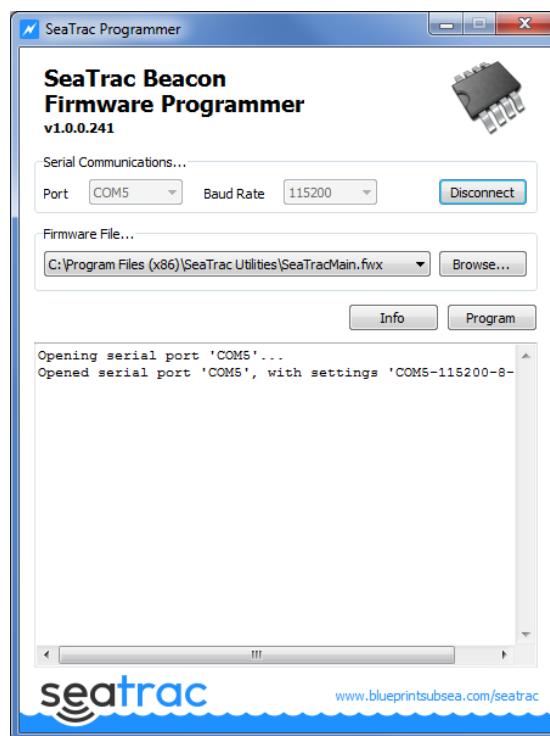 SeaTrac Programmer
SeaTrac Beacon
Firmware Programmer
v1.0.0.241
Serial Communications...
Port COM5 Baud Rate 115200 Disconnect
Firmware File...
C:\Program Files (x86)\SeaTrac Utilities\SeaTracMain.fwx Browse...
Info Program
Opening serial port 'COM5'...
Opened serial port 'COM5', with settings 'COM5-115200-8-
seatrac www.blueprintsubsea.com/seatrac